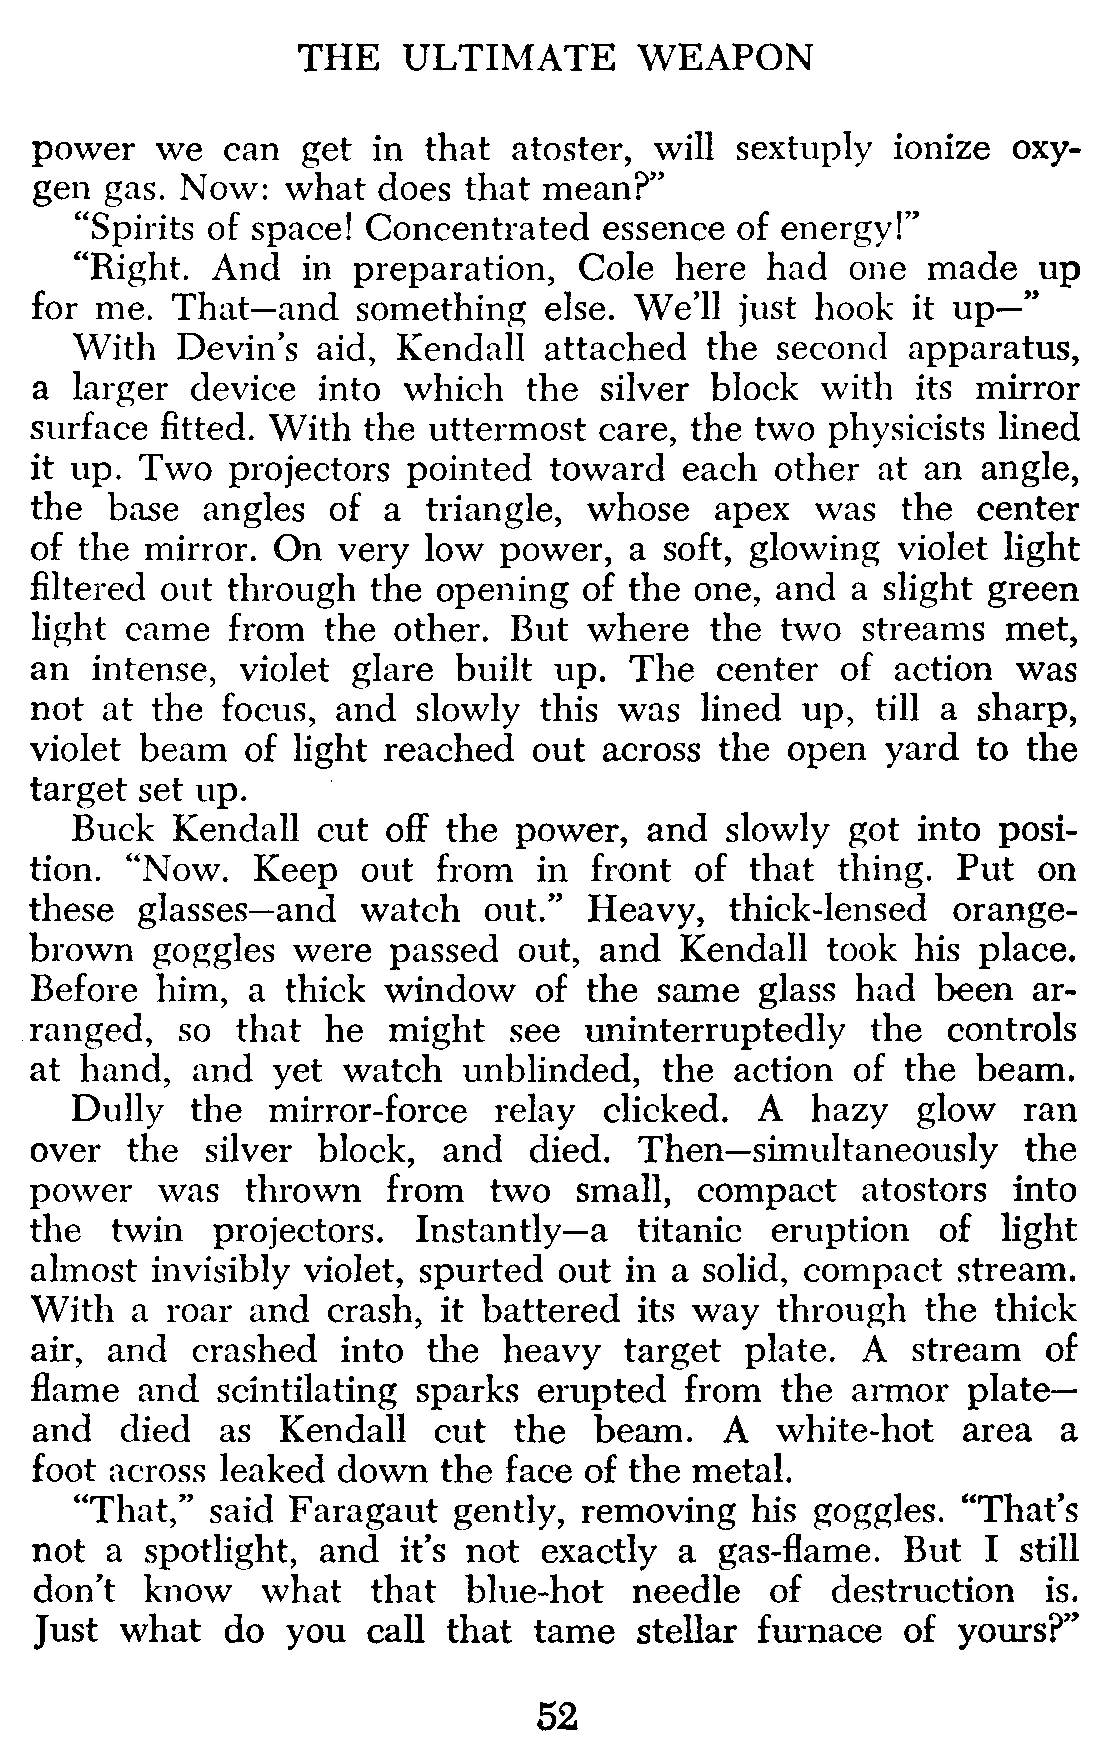 THE ULTIMATE WEAPON
power we can get in that atoster, will sextuply ionize oxy-
gen gas. Now: what does that mean?”
“Spirits of space! Concentrated essence of energy!”
“Right. And in preparation, Cole here had one made up
for me. That—and something else. We'll just hook it up—”
With Devin's aid, Kendall attached the second apparatus,
a larger device into which the silver block with its mirror
surface fitted. With the uttermost care, the two physicists lined
it up. Two projectors pointed toward each other at an angle,
the base angles of a triangle, whose apex was the center
of the mirror. On very low power, a soft, glowing violet light
filtered out through the opening of the one, and a slight green
light came from the other. But where the two streams met,
an intense, violet glare built up. The center of action was
not at the focus, and slowly this was lined up, till a sharp,
violet beam of light reached out across the open yard to the
target set up.
Buck Kendall cut off the power, and slowly got into posi-
tion. “Now. Keep out from in front of that thing. Put on
these glasses—and watch out.” Heavy, thick-lensed orange-
brown goggles were passed out, and Kendall took his place.
Before him, a thick window of the same glass had been ar-
ranged, so that he might see uninterruptedly the controls
at hand, and yet watch unblinded, the action of the beam.
Dully the mirror-force relay clicked. A hazy glow ran
over the silver block, and died. Then—simultaneously the
power was thrown from two small, compact atostors into
the twin projectors. Instantly—a titanic eruption of light
almost invisibly violet, spurted out in a solid, compact stream.
With a roar and crash, it battered its way through the thick
air, and crashed into the heavy target plate. A stream of
flame and scintilating sparks erupted from the armor plate—
and died as Kendall cut the beam. A white-hot area a
foot across leaked down the face of the metal.
“That,” said Faragaut gently, removing his goggles. “That's
not a spotlight, and it's not exactly a gas-flame. But I still
don't know what that blue-hot needle of destruction is.
Just what do you call that tame stellar furnace of yours?”
52